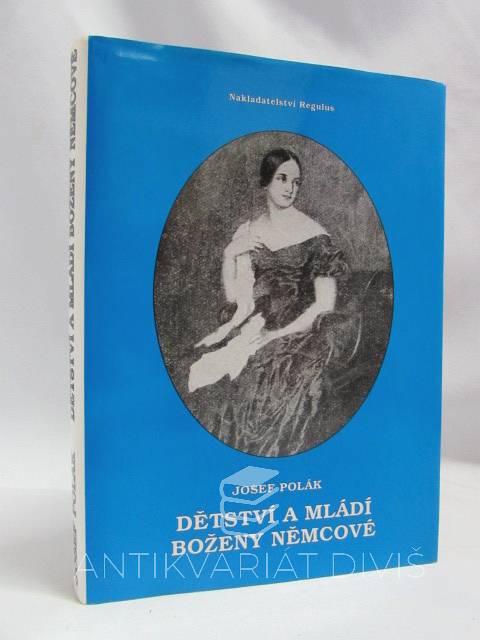 Nakladatelství Regulus
JOSEF POLÁK
DĚTSTVÍ A MLÁDÍ
BOŽENY NĚMCOVÉ
JOSEF POLÁK DĚTSTVÍ A MLÁDÍ BOŽENY NĚMCOVÉ
ANTIKVARIÁT DIVIŠ